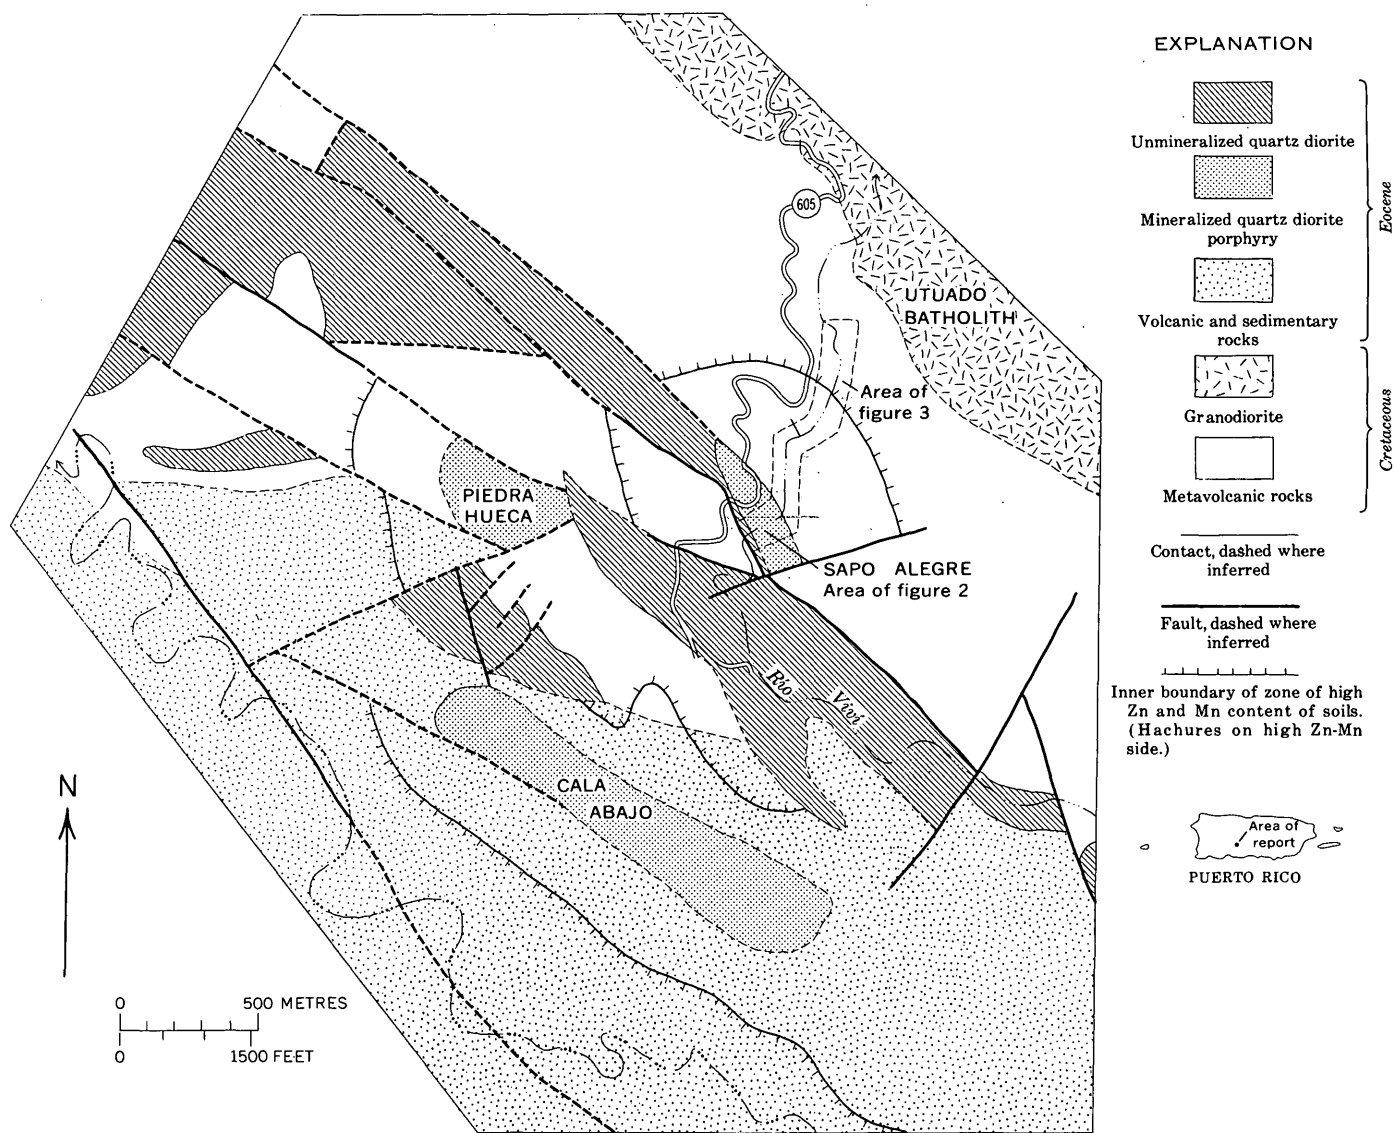 EXPLANATION
Unmineralized quartz diorite
Mineralized quartz diorite
porphyry
Volcanic and sedimentary
rocks
Eocene
Granodiorite
Metavolcanic rocks
Cretaceous
Contact, dashed where
inferred
Fault, dashed where
inferred
Inner boundary of zone of high
Zn and Mn content of soils.
(Hachures on high Zn-Mn
side.)
Area of
report
PUERTO RICO
605
UTUADO
BATHOLITH
Area of
figure 3
PIEDRA
HUECA
SAPO ALEGRE
Area of figure 2
Rio Vivi
CALA
ABAJO
N
0 500 METRES
0 1500 FEET